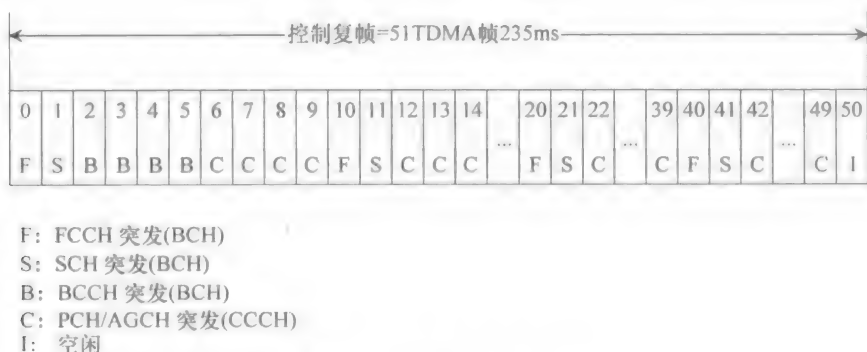 控制复帧=51TDMA帧235ms
0 1 2 3 4 5 6 7 8 9 10 11 12 13 14 ... 20 21 22 ... 39 40 41 42 ... 49 50
F S B B B B C C C C F S C C C F S C C F S C C I
F: FCCH 突发(BCH)
S: SCH 突发(BCH)
B: BCCH 突发(BCH)
C: PCH/AGCH 突发(CCCH)
I: 空闲